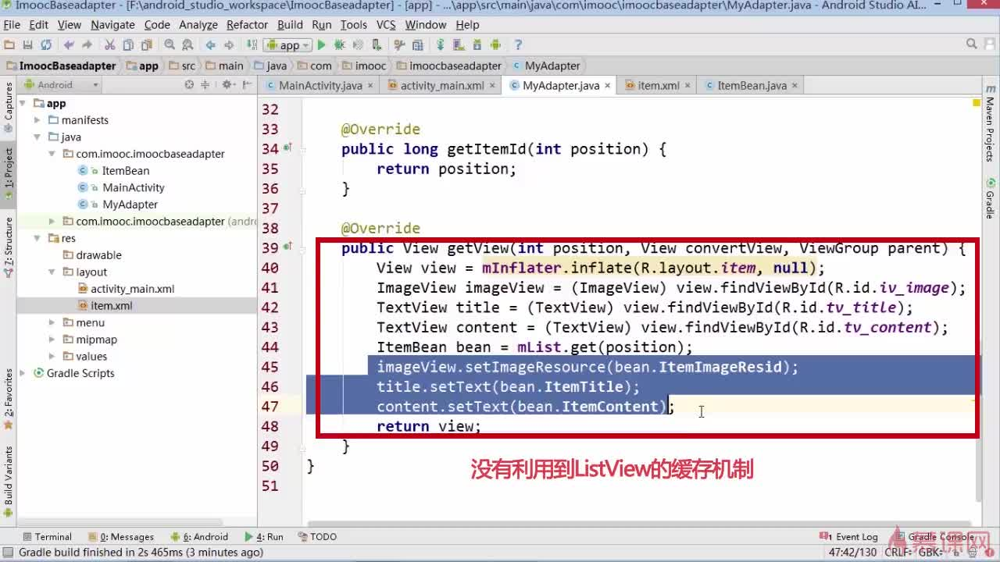 ImoocBaseadapter - [F:\android_studio_workspace\ImoocBaseadapter] - [app] - ...\app\src\main\java\com\imooc\imoocbaseadapter\MyAdapter.java - Android Studio AI...
File Edit View Navigate Code Analyze Refactor Build Run Tools VCS Window Help
app
ImoocBaseadapter app src main java com imooc imoocbaseadapter MyAdapter
Android
MainActivity.java × activity_main.xml × MyAdapter.java × item.xml × ItemBean.java ×
Captures
1: Project
7: Structure
2: Favorites
Build Variants
app
manifests
java
com.imooc.imoocbaseadapter
ItemBean
MainActivity
MyAdapter
com.imooc.imoocbaseadapter (andro
res
drawable
layout
activity_main.xml
item.xml
menu
mipmap
values
Gradle Scripts
32
33 @Override
34 public long getItemId(int position) {
35 return position;
36 }
37
38 @Override
39 public View getView(int position, View convertView, ViewGroup parent) {
40 View view = mInflater.inflate(R.layout.item, null);
41 ImageView imageView = (ImageView) view.findViewById(R.id.iv_image);
42 TextView title = (TextView) view.findViewById(R.id.tv_title);
43 TextView content = (TextView) view.findViewById(R.id.tv_content);
44 ItemBean bean = mList.get(position);
45 imageView.setImageResource(bean.ItemImageResid);
46 title.setText(bean.ItemTitle);
47 content.setText(bean.ItemContent);
48 return view;
49 }
50 }
51
没有利用到ListView的缓存机制
Maven Projects
Gradle
Terminal 0: Messages 6: Android 4: Run TODO
1 Event Log Gradle Console
Gradle build finished in 2s 465ms (3 minutes ago)
47:42/130 CRLF÷ GBK÷
慕课网